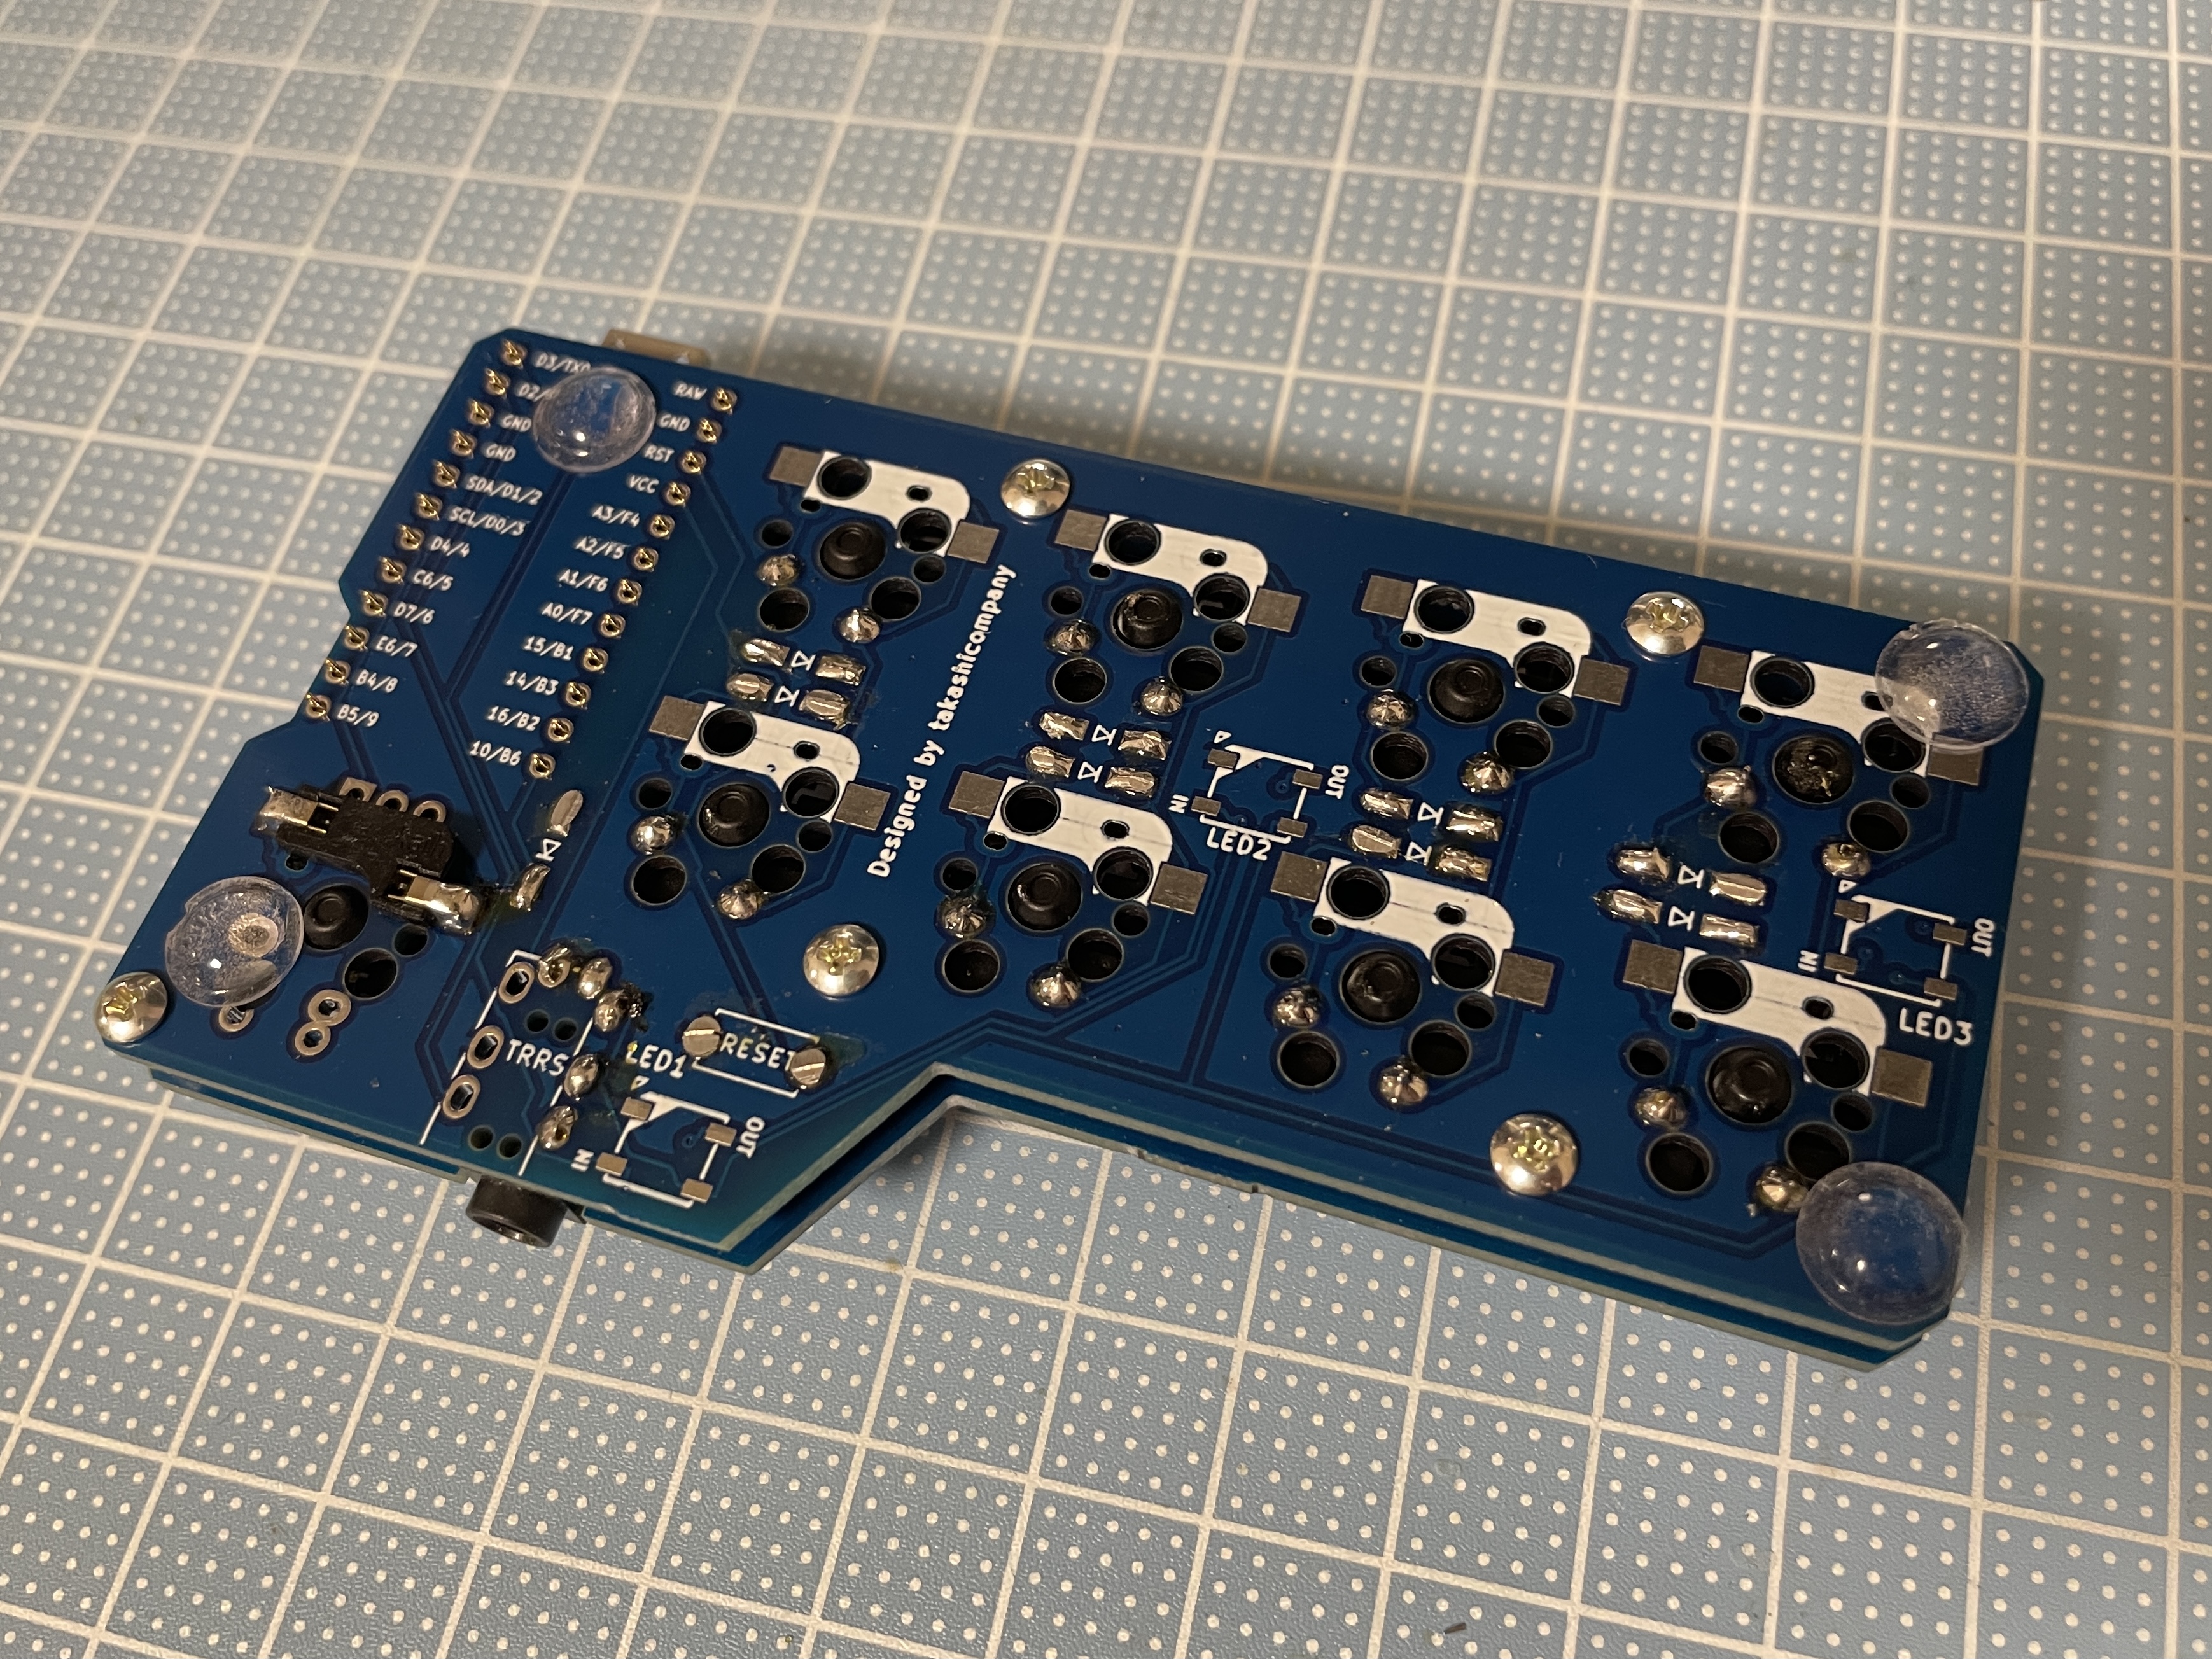 D3/TX0
D2/
GND
GND
SDA/D1/2
SCL/D0/3
D4/4
C6/5
D7/6
E6/7
B4/8
B5/9
RAW
GND
RST
VCC
A3/F4
A2/F5
A1/F6
A0/F7
15/B1
14/B3
16/B2
10/B6
Designed by takashicompany
TRRS
RESET
LED1
OUT
IN
OUT
IN
LED2
OUT
IN
LED3